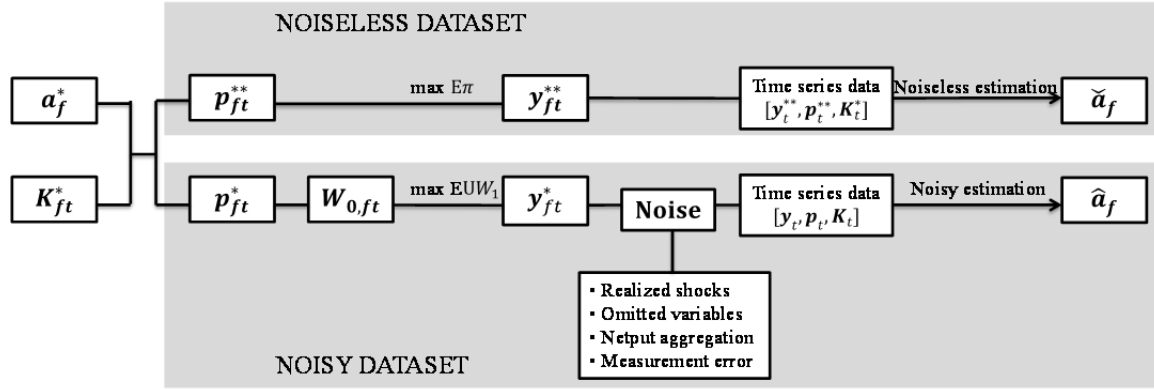 NOISELESS DATASET
a*_f
p**_ft
max Eπ
y**_ft
Time series data
[y**_t, p**_t, K*_t]
Noiseless estimation
ǎ_f
K*_ft
p*_ft
W_0,ft
max EUW_1
y*_ft
Noise
Time series data
[y_t, p_t, K_t]
Noisy estimation
â_f
▪ Realized shocks
▪ Omitted variables
▪ Netput aggregation
▪ Measurement error
NOISY DATASET